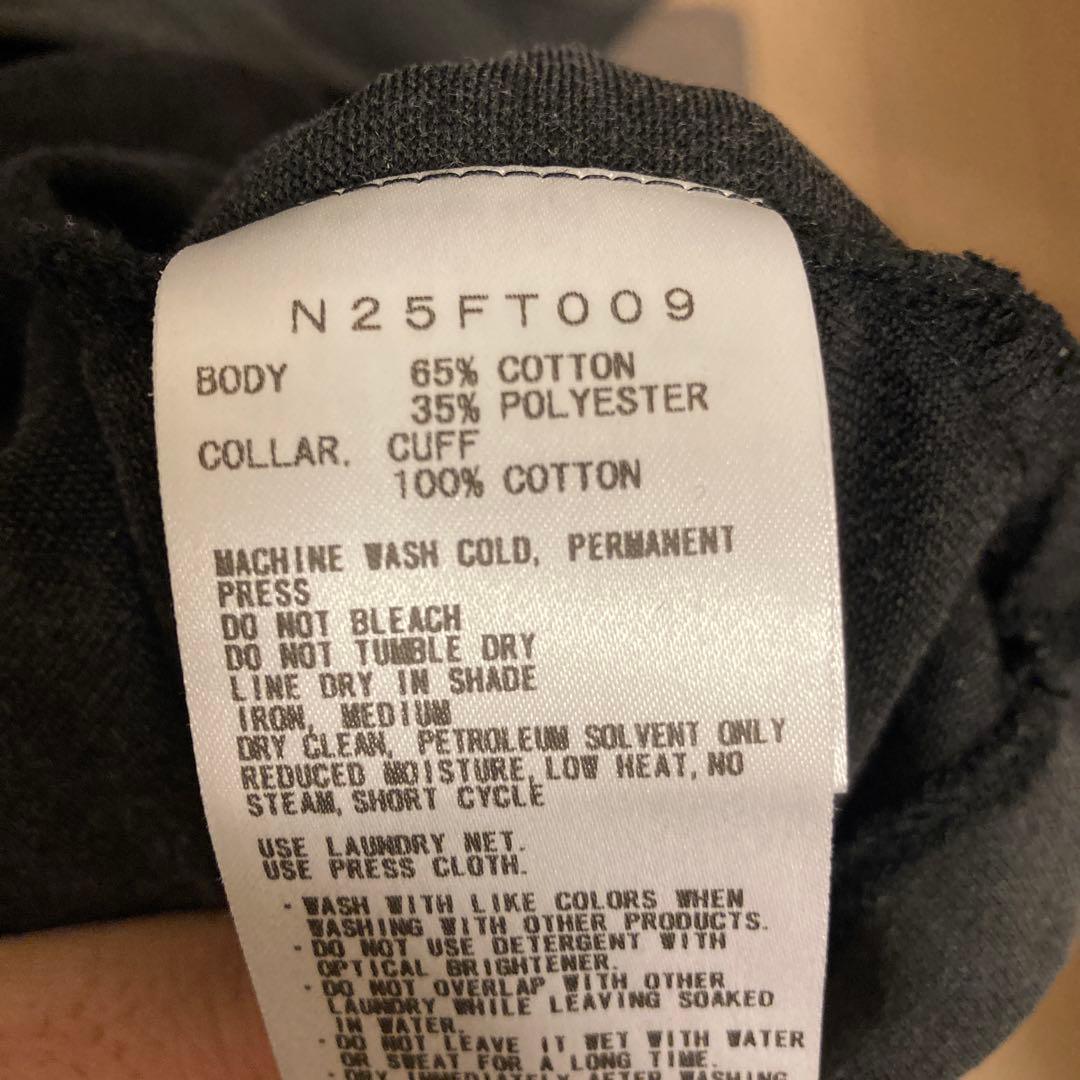 N25FT009
BODY 65% COTTON
35% POLYESTER
COLLAR, CUFF
100% COTTON
MACHINE WASH COLD, PERMANENT
PRESS
DO NOT BLEACH
DO NOT TUMBLE DRY
LINE DRY IN SHADE
IRON, MEDIUM
DRY CLEAN, PETROLEUM SOLVENT ONLY
REDUCED MOISTURE, LOW HEAT, NO
STEAM, SHORT CYCLE
USE LAUNDRY NET.
USE PRESS CLOTH.
· WASH WITH LIKE COLORS WHEN
WASHING WITH OTHER PRODUCTS.
· DO NOT USE DETERGENT WITH
OPTICAL BRIGHTENER.
· DO NOT OVERLAP WITH OTHER
LAUNDRY WHILE LEAVING SOAKED
IN WATER.
· DO NOT LEAVE IT WET WITH WATER
OR SWEAT FOR A LONG TIME.
· DRY IMMEDIATELY AFTER WASHING